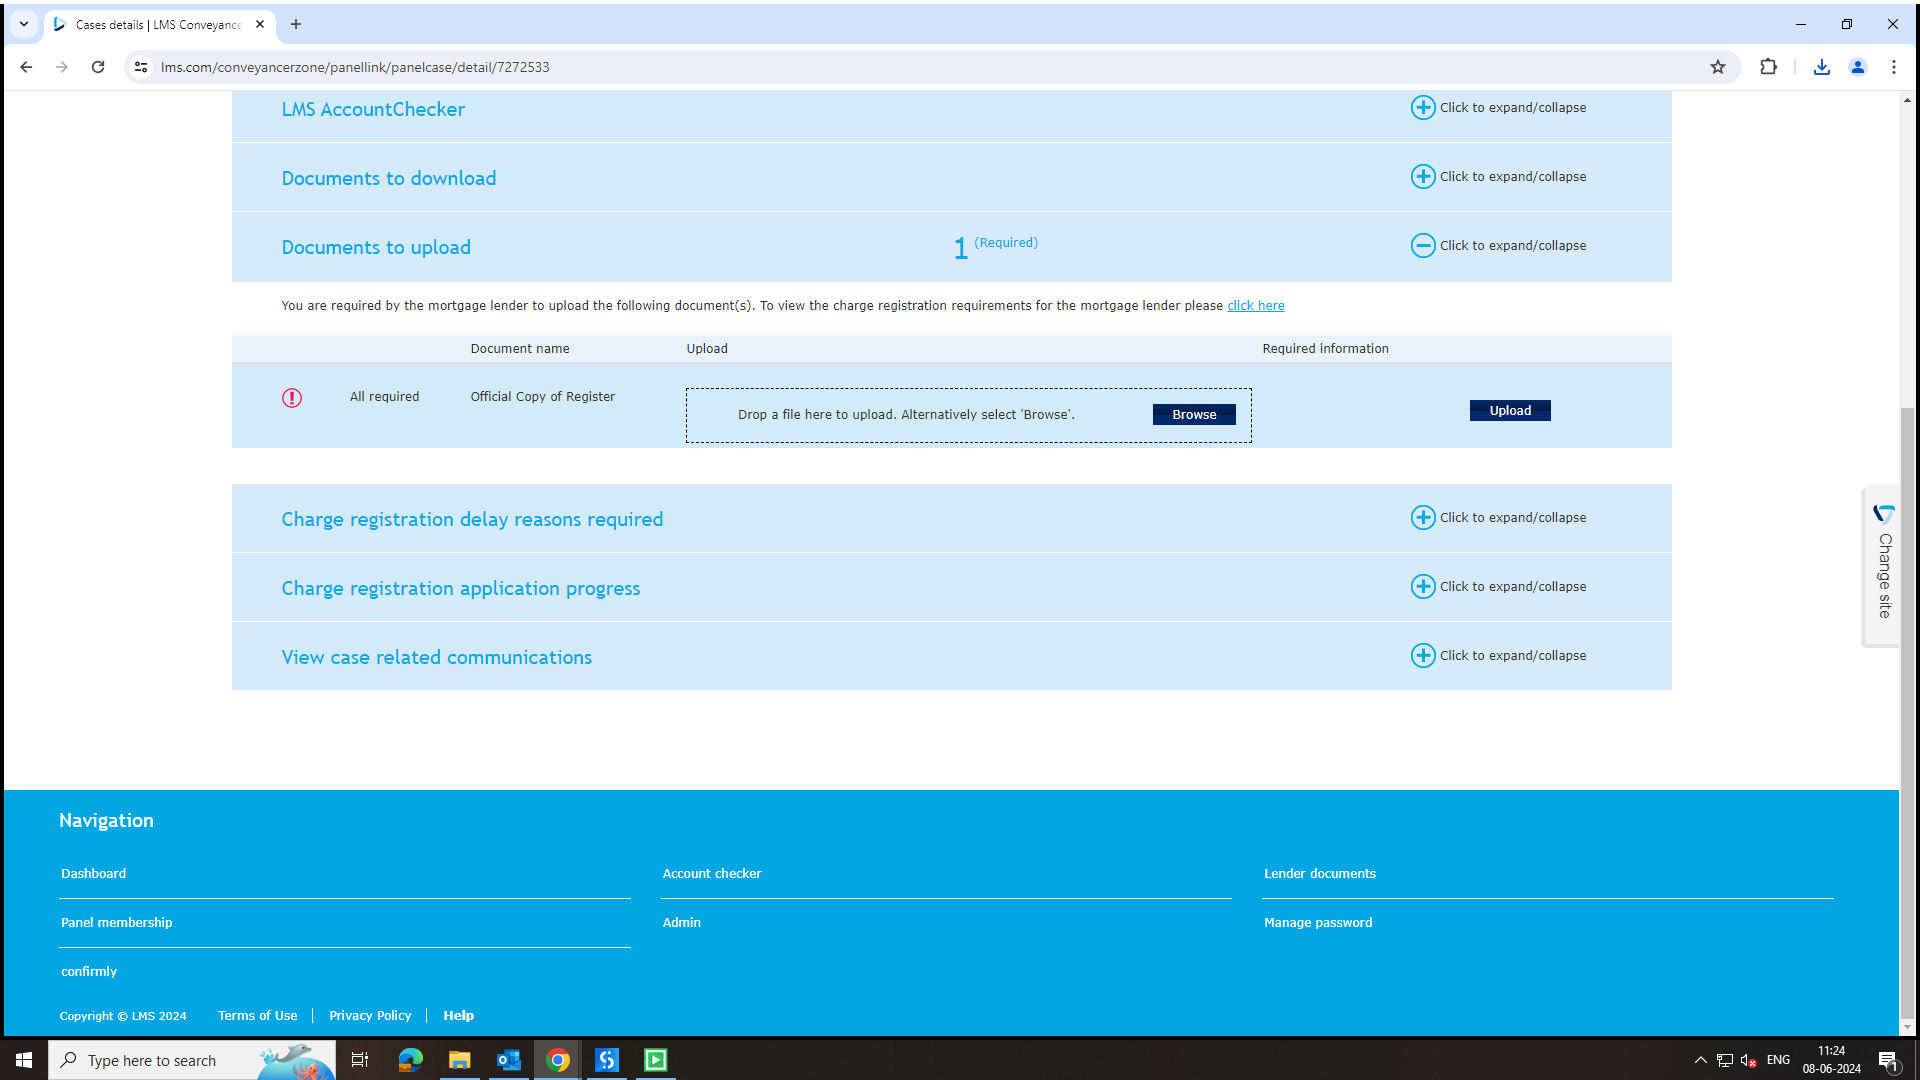 Cases details | LMS Conveyance
lms.com/conveyancerzone/panellink/panelcase/detail/7272533
LMS AccountChecker
Click to expand/collapse
Documents to download
Click to expand/collapse
Documents to upload
1 (Required)
Click to expand/collapse
You are required by the mortgage lender to upload the following document(s). To view the charge registration requirements for the mortgage lender please click here
Document name Upload Required information
All required Official Copy of Register Drop a file here to upload. Alternatively select 'Browse'. Browse Upload
Charge registration delay reasons required
Click to expand/collapse
Charge registration application progress
Click to expand/collapse
View case related communications
Click to expand/collapse
Change site
Navigation
Dashboard Account checker Lender documents
Panel membership Admin Manage password
confirmly
Copyright © LMS 2024 Terms of Use Privacy Policy Help
Type here to search
ENG
11:24
08-06-2024
1